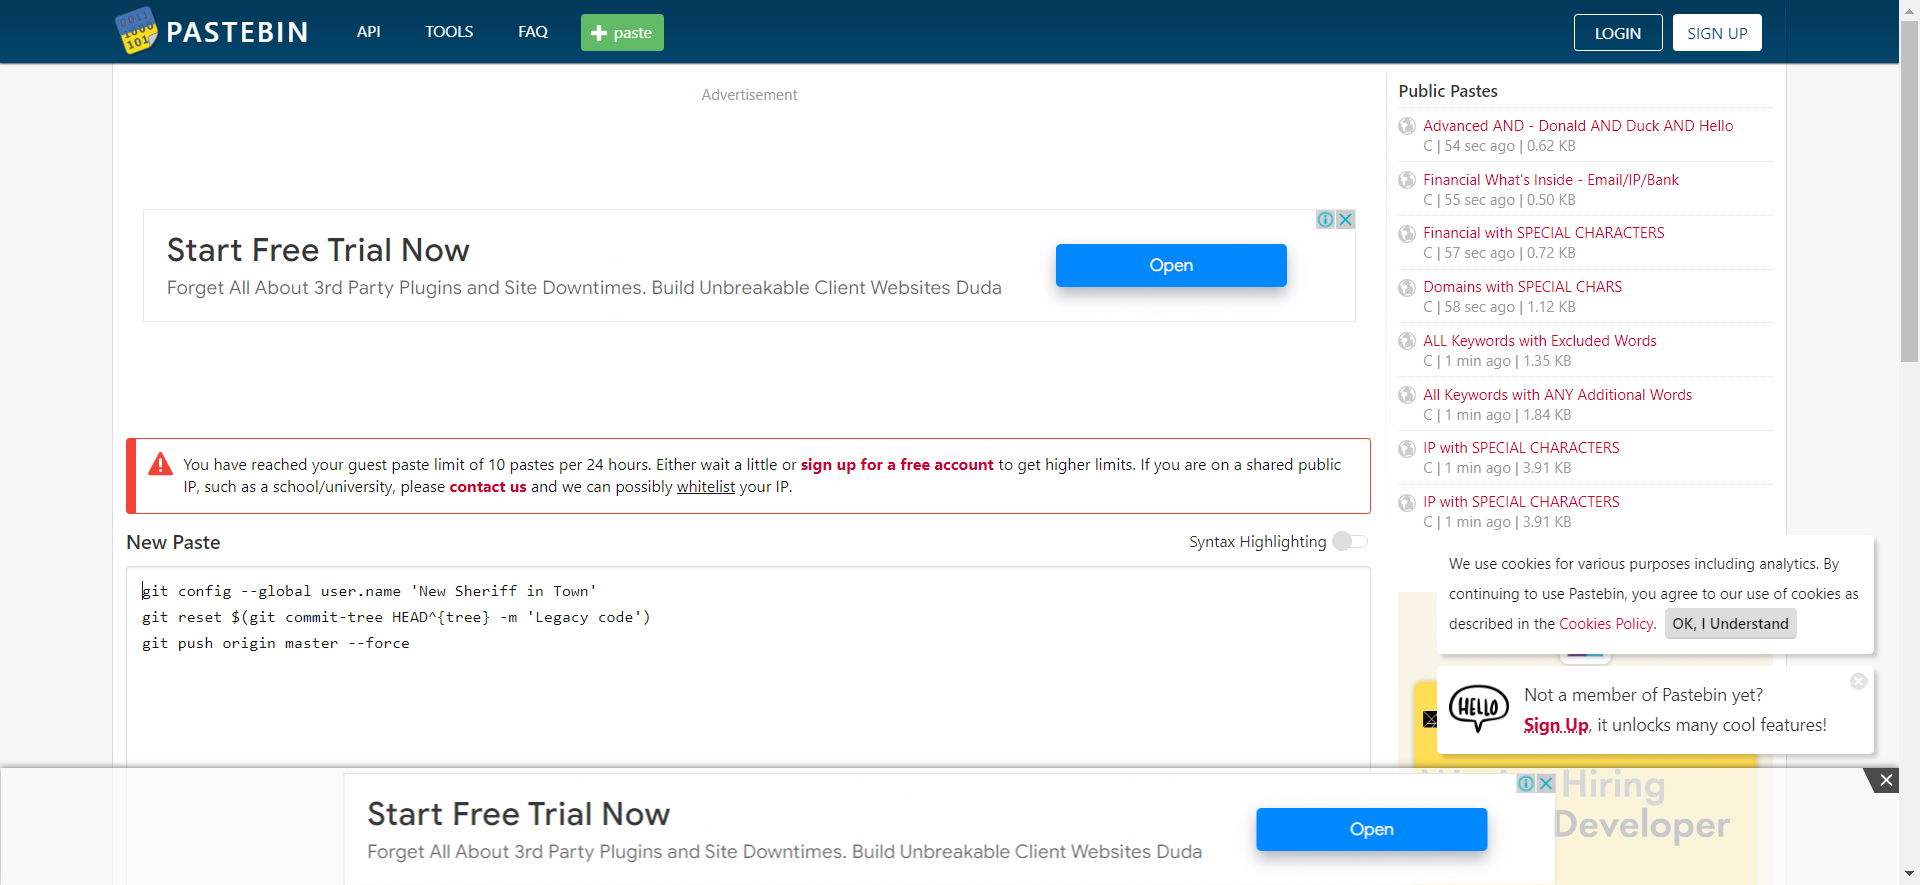 PASTEBIN
API
TOOLS
FAQ
paste
LOGIN
SIGN UP
Advertisement
Start Free Trial Now
Forget All About 3rd Party Plugins and Site Downtimes. Build Unbreakable Client Websites Duda
Open
You have reached your guest paste limit of 10 pastes per 24 hours. Either wait a little or sign up for a free account to get higher limits. If you are on a shared public
IP, such as a school/university, please contact us and we can possibly whitelist your IP.
New Paste
Syntax Highlighting
git config --global user.name 'New Sheriff in Town'
git reset $(git commit-tree HEAD^{tree} -m 'Legacy code')
git push origin master --force
Public Pastes
Advanced AND - Donald AND Duck AND Hello
C | 54 sec ago | 0.62 KB
Financial What's Inside - Email/IP/Bank
C | 55 sec ago | 0.50 KB
Financial with SPECIAL CHARACTERS
C | 57 sec ago | 0.72 KB
Domains with SPECIAL CHARS
C | 58 sec ago | 1.12 KB
ALL Keywords with Excluded Words
C | 1 min ago | 1.35 KB
All Keywords with ANY Additional Words
C | 1 min ago | 1.84 KB
IP with SPECIAL CHARACTERS
C | 1 min ago | 3.91 KB
IP with SPECIAL CHARACTERS
C | 1 min ago | 3.91 KB
We use cookies for various purposes including analytics. By
continuing to use Pastebin, you agree to our use of cookies as
described in the Cookies Policy. OK, I Understand
HELLO
Not a member of Pastebin yet?
Sign Up, it unlocks many cool features!
Hiring
Developer
Start Free Trial Now
Forget All About 3rd Party Plugins and Site Downtimes. Build Unbreakable Client Websites Duda
Open